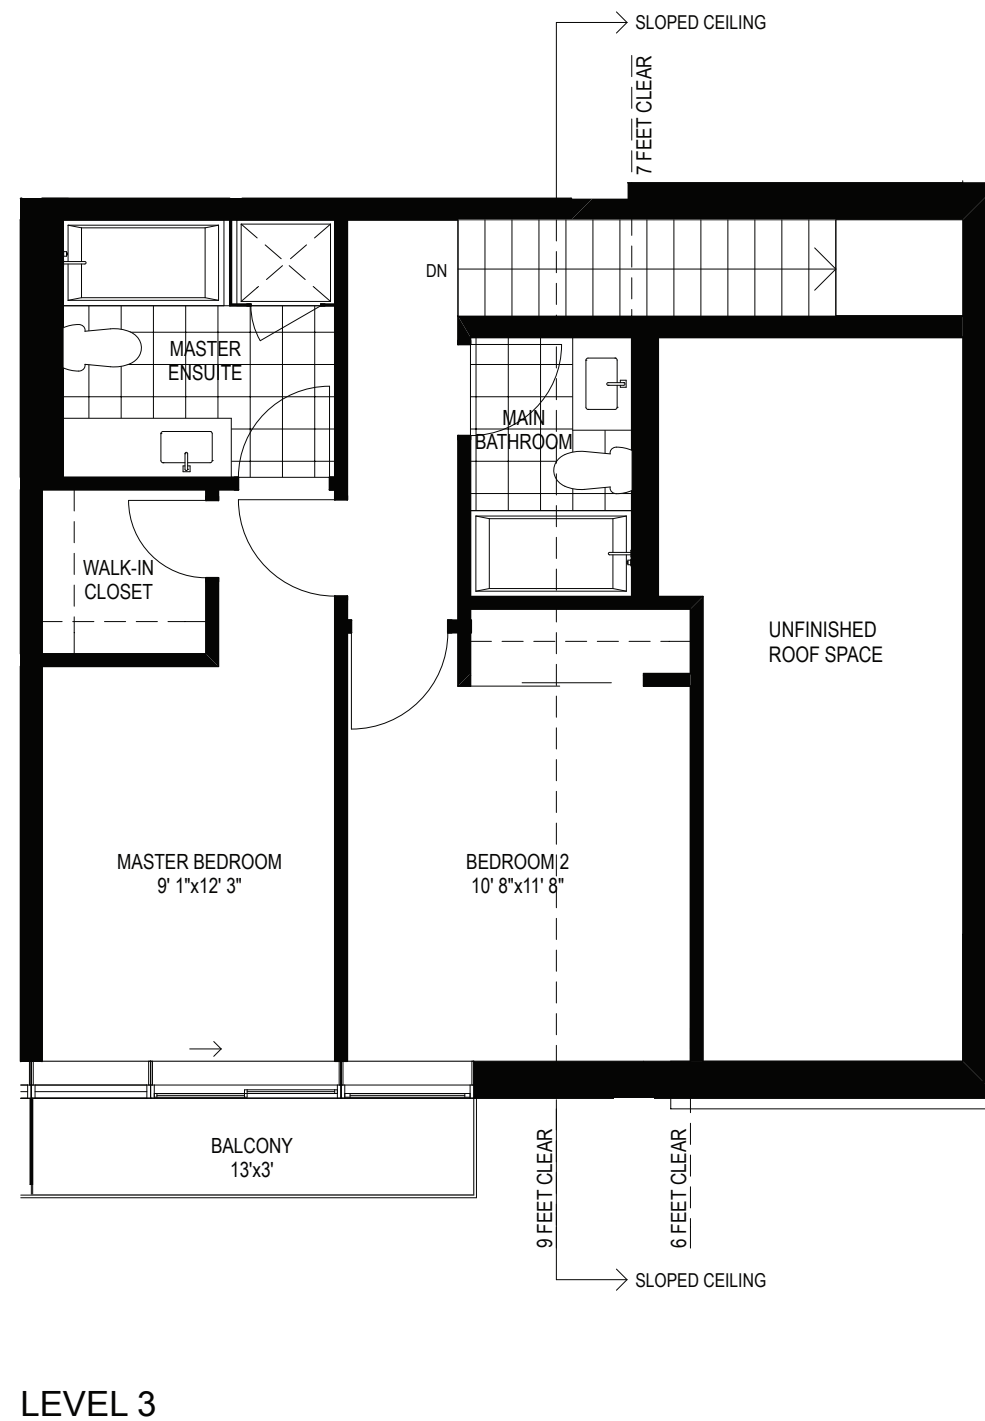 SLOPED CEILING
7 FEET CLEAR
DN
MASTER
ENSUITE
MAIN
BATHROOM
WALK-IN
CLOSET
UNFINISHED
ROOF SPACE
MASTER BEDROOM
9' 1"x12' 3"
BEDROOM 2
10' 8"x11' 8"
BALCONY
13'x3'
9 FEET CLEAR
6 FEET CLEAR
SLOPED CEILING
LEVEL 3